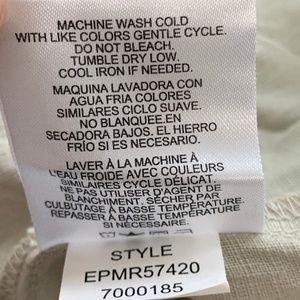 MACHINE WASH COLD
WITH LIKE COLORS GENTLE CYCLE.
DO NOT BLEACH.
TUMBLE DRY LOW.
COOL IRON IF NEEDED.
MAQUINA LAVADORA CON
AGUA FRIA COLORES
SIMILARES CICLO SUAVE.
NO BLANQUEE.EN
SECADORA BAJOS. EL HIERRO
FRÍO SI ES NECESARIO.
LAVER À LA MACHINE À
L'EAU FROIDE AVEC COULEURS
SIMILAIRES CYCLE DÉLICAT.
NE PAS UTILISER D'AGENT DE
BLANCHIMENT. SÉCHER PAR
CULBUTAGE À BASSE TEMPÉRATURE
REPASSER À BASSE TEMPÉRATURE
SI NÉCESSAIRE.
STYLE
EPMR57420
7000185